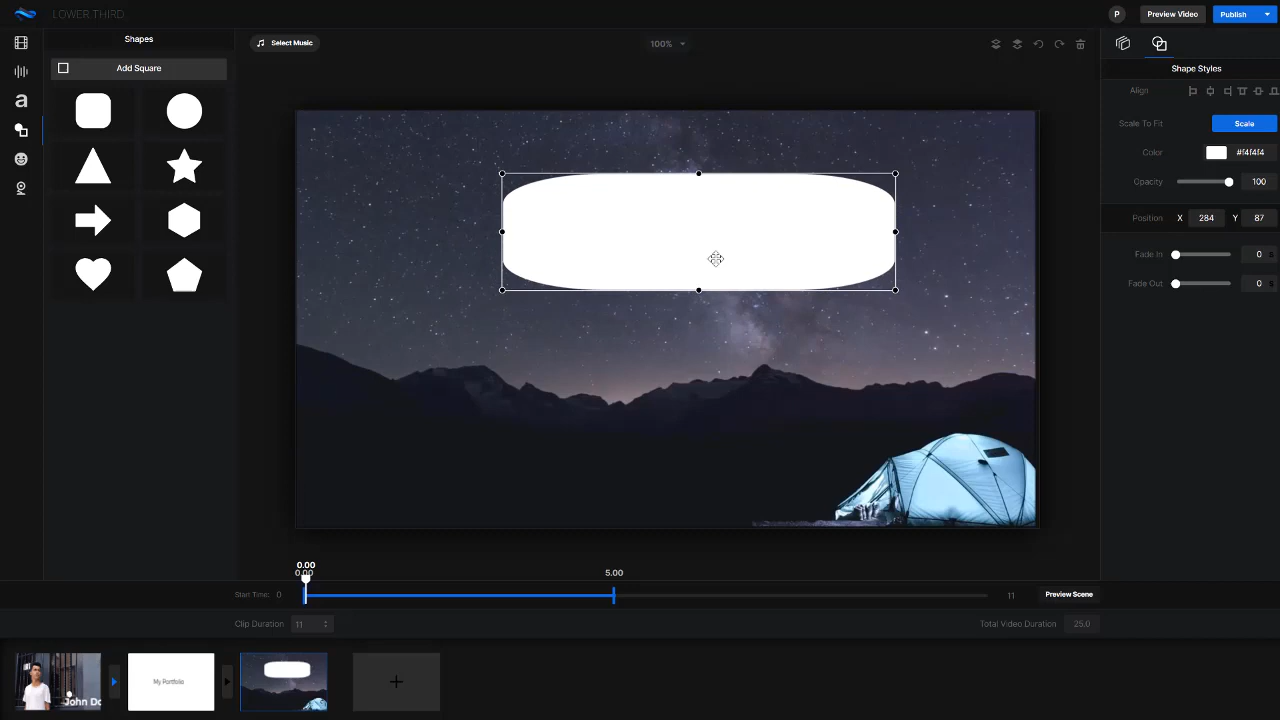 LOWER THIRD
P
Preview Video
Publish
Shapes
Select Music
100%
Add Square
Shape Styles
Align
Scale To Fit
Scale
Color
#f4f4f4
Opacity
100
Position
X
284
Y
87
Fade In
0
Fade Out
0
0.00
0.00
5.00
Start Time:
0
11
Preview Scene
Clip Duration
11
Total Video Duration
25.0
John Do
My Portfolio
a